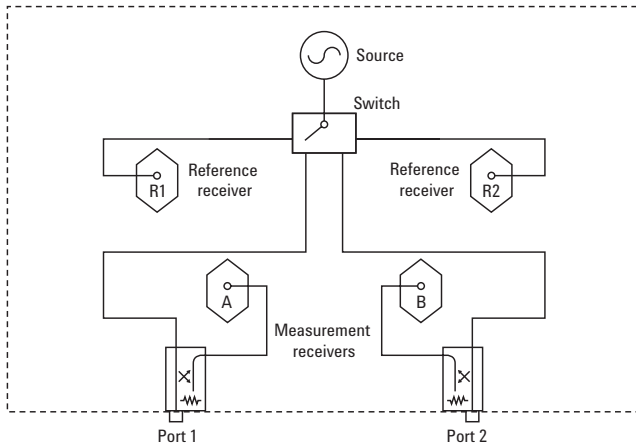 Source
Switch
Reference
receiver
R1
Reference
receiver
R2
A
B
Measurement
receivers
Port 1
Port 2